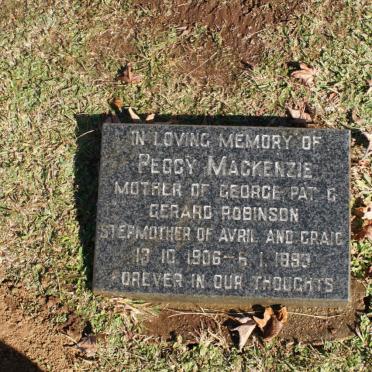 IN LOVING MEMORY OF
PEGGY MACKENZIE
MOTHER OF GEORGE PAT &
GERARD ROBINSON
STEPMOTHER OF AVRIL AND CRAIG
13.10.1906 – 6.1.1993
FOREVER IN OUR THOUGHTS